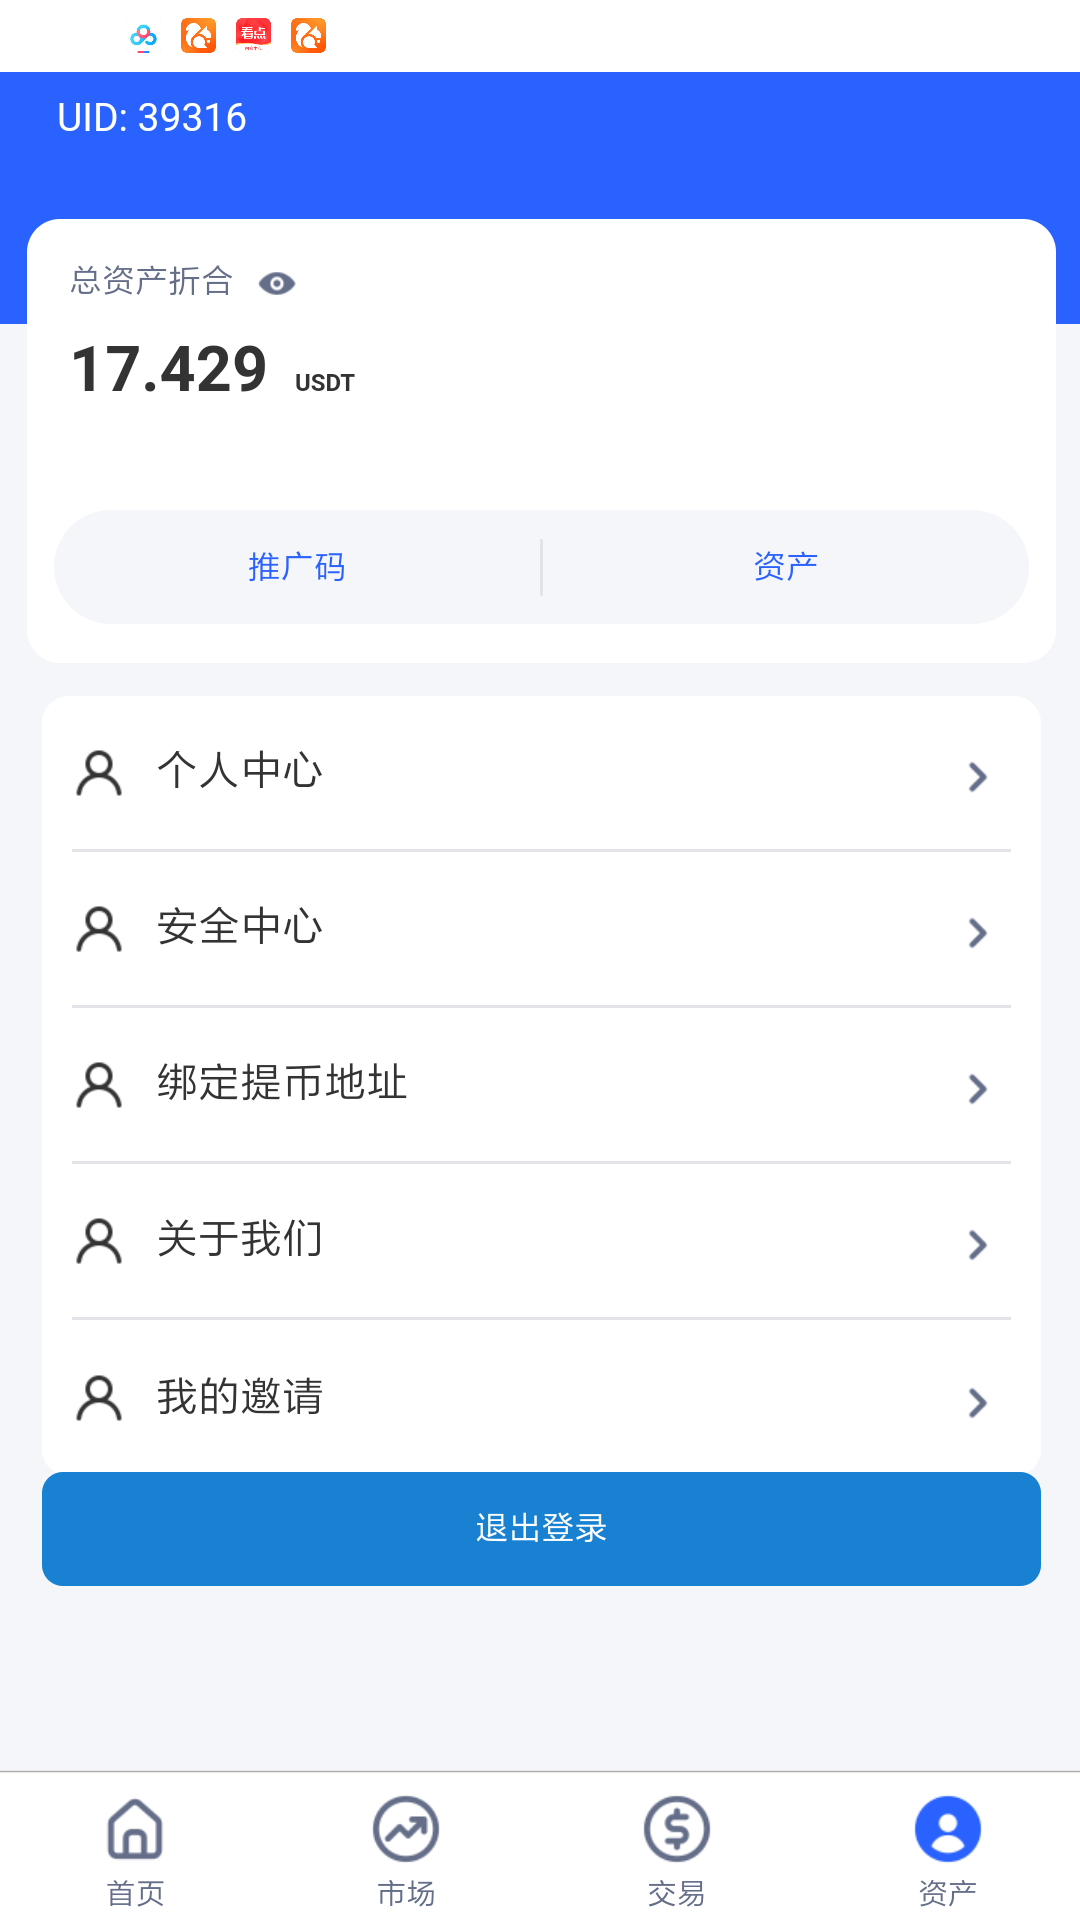 看点
UID: 39316
总资产折合
17.429 USDT
推广码 资产
个人中心
安全中心
绑定提币地址
关于我们
我的邀请
退出登录
首页 市场 交易 资产